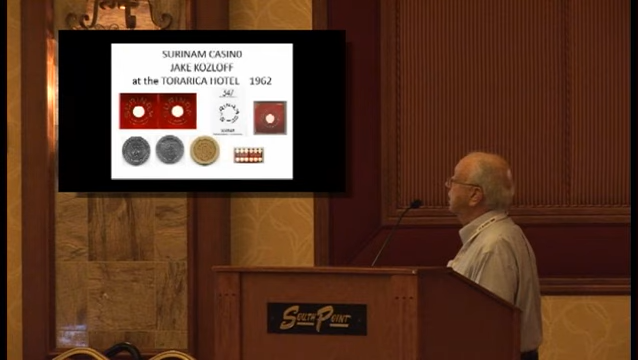 SURINAM CASINO
JAKE KOZLOFF
at the TORARICA HOTEL 1962
SOUTH POINT